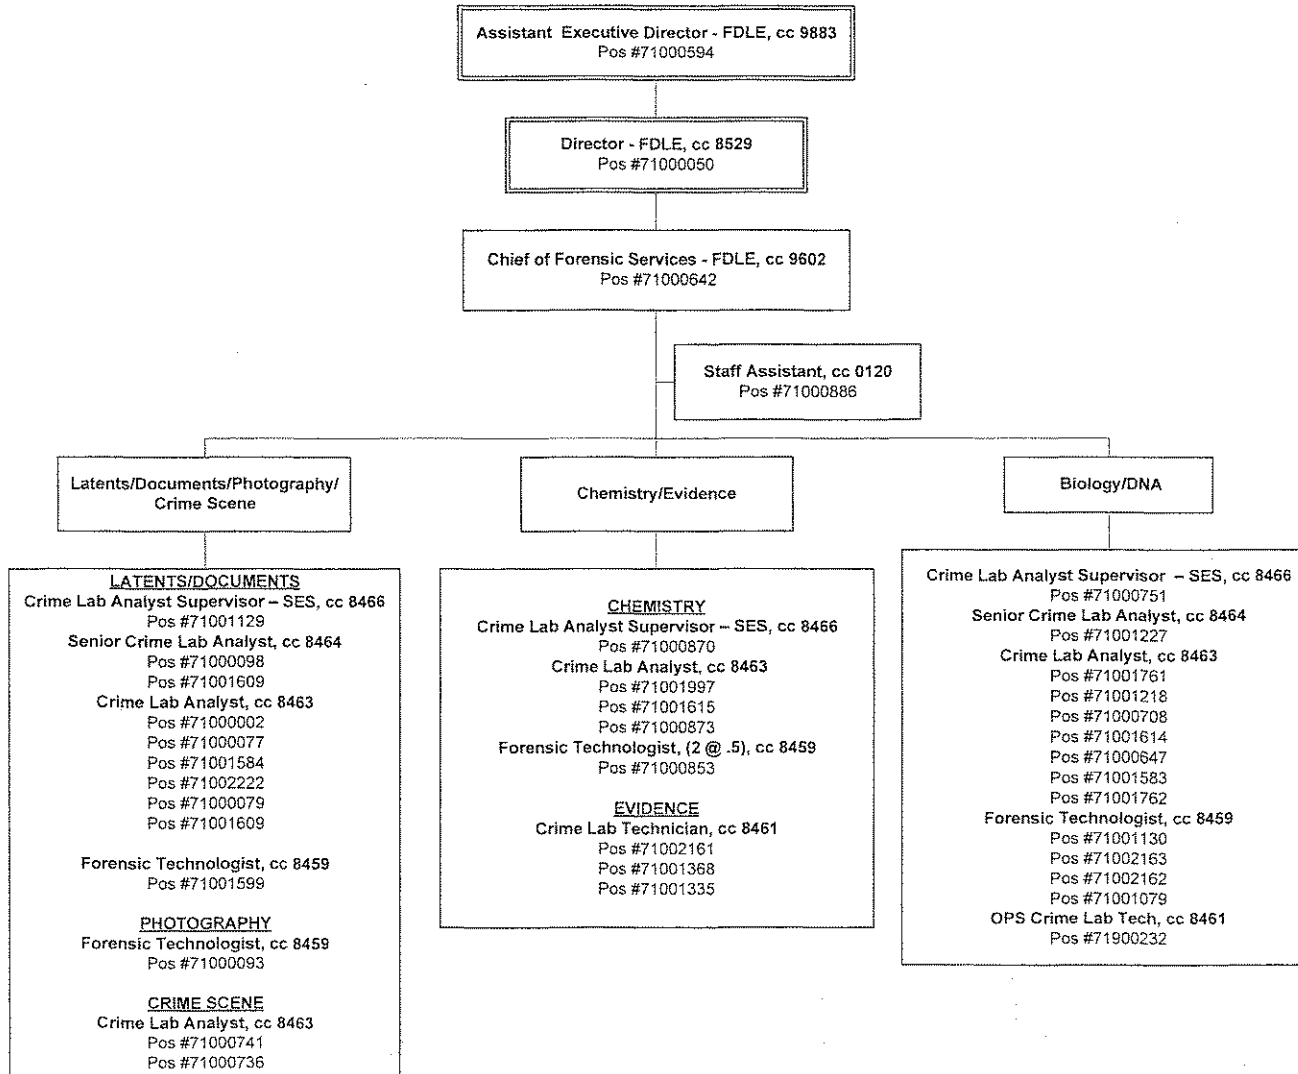 Assistant Executive Director - FDLE, cc 9883
Pos #71000594
Director - FDLE, cc 8529
Pos #71000050
Chief of Forensic Services - FDLE, cc 9602
Pos #71000642
Staff Assistant, cc 0120
Pos #71000886
Latents/Documents/Photography/
Crime Scene
Chemistry/Evidence
Biology/DNA
LATENTS/DOCUMENTS
Crime Lab Analyst Supervisor – SES, cc 8466
Pos #71001129
Senior Crime Lab Analyst, cc 8464
Pos #71000098
Pos #71001609
Crime Lab Analyst, cc 8463
Pos #71000002
Pos #71000077
Pos #71001584
Pos #71002222
Pos #71000079
Pos #71001609
Forensic Technologist, cc 8459
Pos #71001599
PHOTOGRAPHY
Forensic Technologist, cc 8459
Pos #71000093
CRIME SCENE
Crime Lab Analyst, cc 8463
Pos #71000741
Pos #71000736
CHEMISTRY
Crime Lab Analyst Supervisor – SES, cc 8466
Pos #71000870
Crime Lab Analyst, cc 8463
Pos #71001997
Pos #71001615
Pos #71000873
Forensic Technologist, (2 @ .5), cc 8459
Pos #71000853
EVIDENCE
Crime Lab Technician, cc 8461
Pos #71002161
Pos #71001368
Pos #71001335
Crime Lab Analyst Supervisor – SES, cc 8466
Pos #71000751
Senior Crime Lab Analyst, cc 8464
Pos #71001227
Crime Lab Analyst, cc 8463
Pos #71001761
Pos #71001218
Pos #71000708
Pos #71001614
Pos #71000647
Pos #71001583
Pos #71001762
Forensic Technologist, cc 8459
Pos #71001130
Pos #71002163
Pos #71002162
Pos #71001079
OPS Crime Lab Tech, cc 8461
Pos #71900232